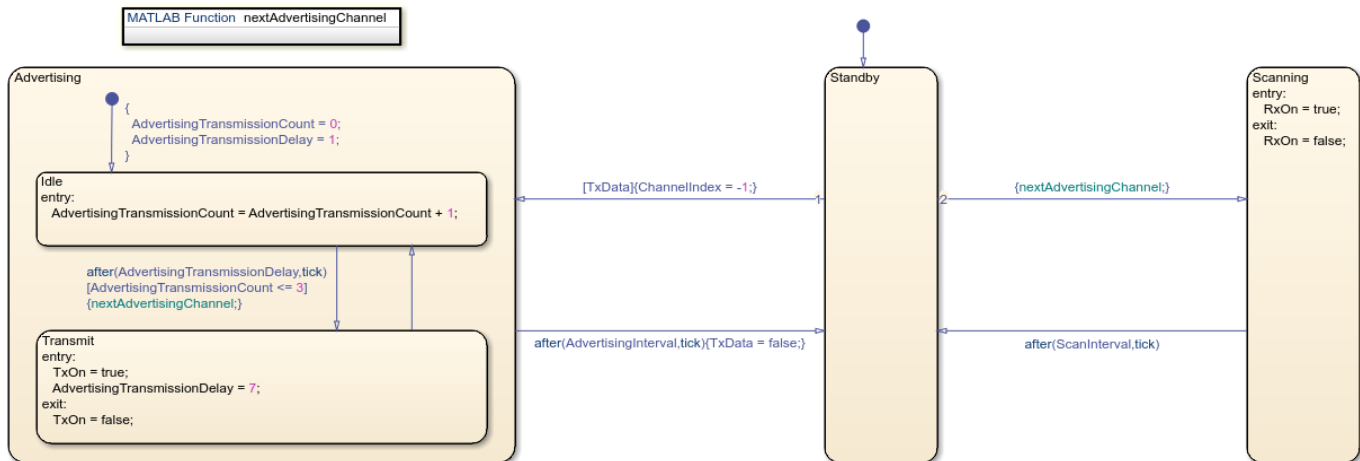 MATLAB Function nextAdvertisingChannel
Advertising
{
AdvertisingTransmissionCount = 0;
AdvertisingTransmissionDelay = 1;
}
Idle
entry:
AdvertisingTransmissionCount = AdvertisingTransmissionCount + 1;
after(AdvertisingTransmissionDelay,tick)
[AdvertisingTransmissionCount <= 3]
{nextAdvertisingChannel;}
Transmit
entry:
TxOn = true;
AdvertisingTransmissionDelay = 7;
exit:
TxOn = false;
[TxData]{ChannelIndex = -1;}
1
after(AdvertisingInterval,tick){TxData = false;}
Standby
2
{nextAdvertisingChannel;}
after(ScanInterval,tick)
Scanning
entry:
RxOn = true;
exit:
RxOn = false;